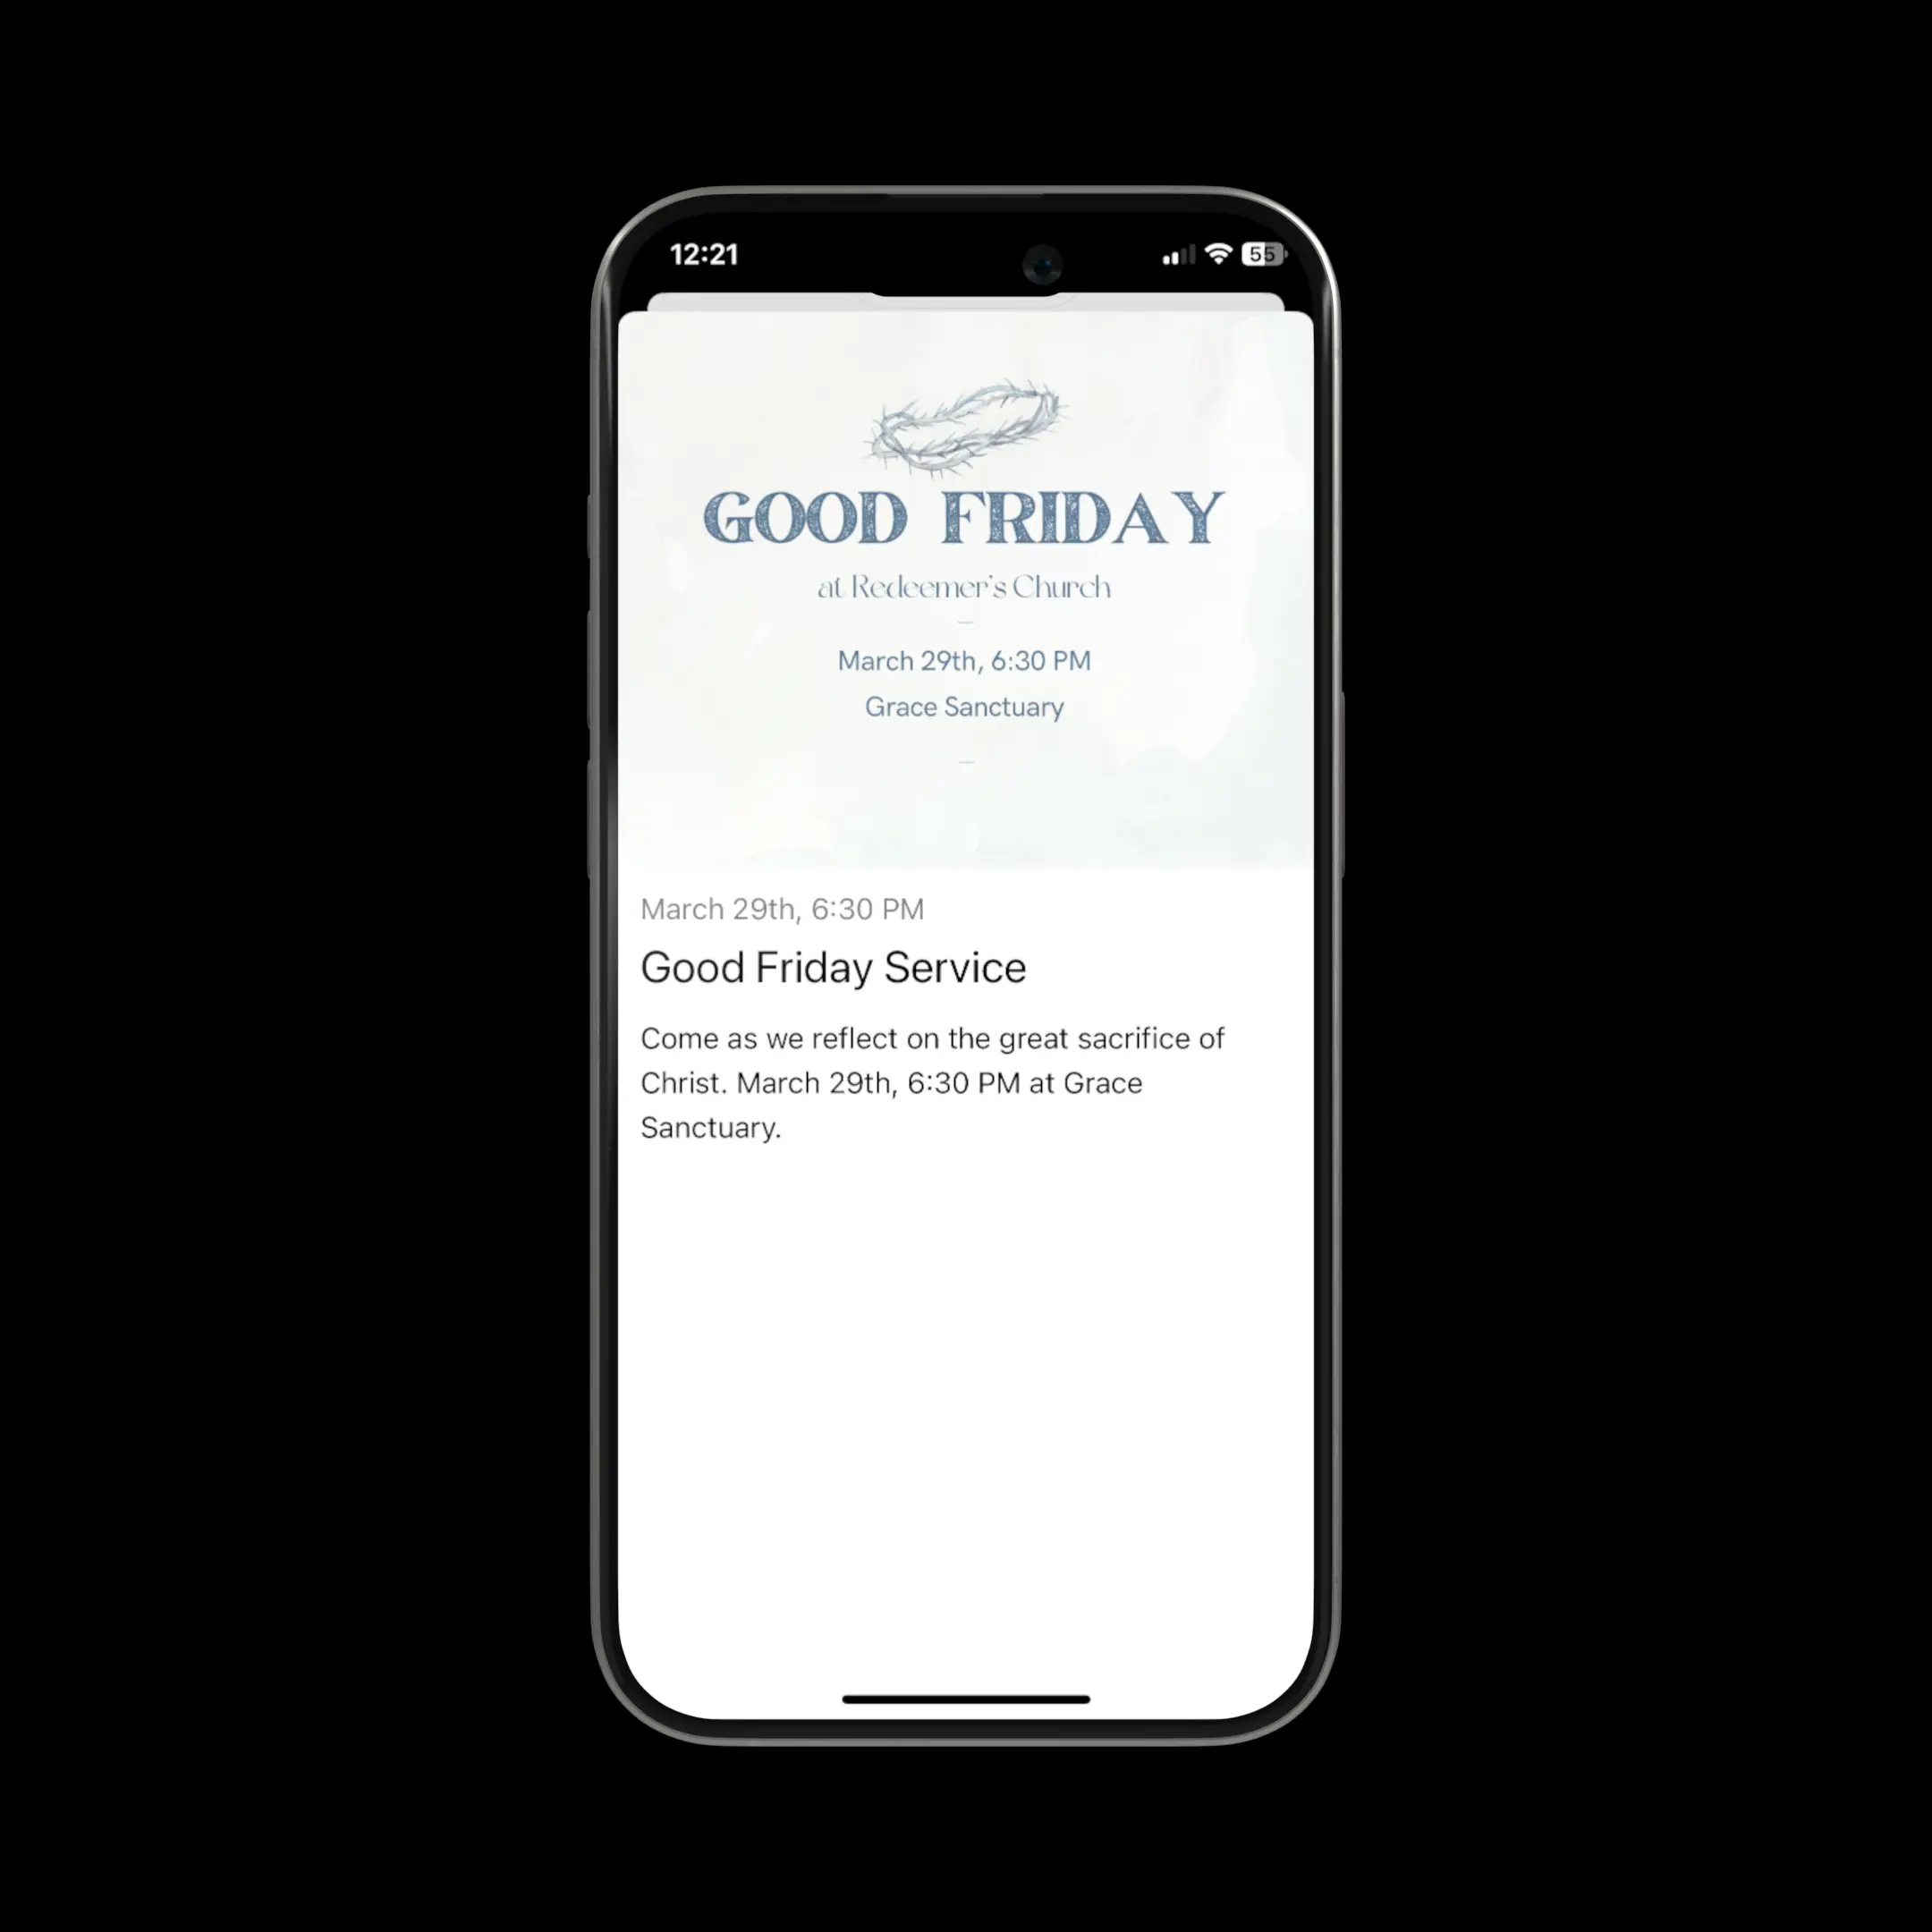 12:21
55
GOOD FRIDAY
at Redeemer's Church
March 29th, 6:30 PM
Grace Sanctuary
March 29th, 6:30 PM
Good Friday Service
Come as we reflect on the great sacrifice of
Christ. March 29th, 6:30 PM at Grace
Sanctuary.